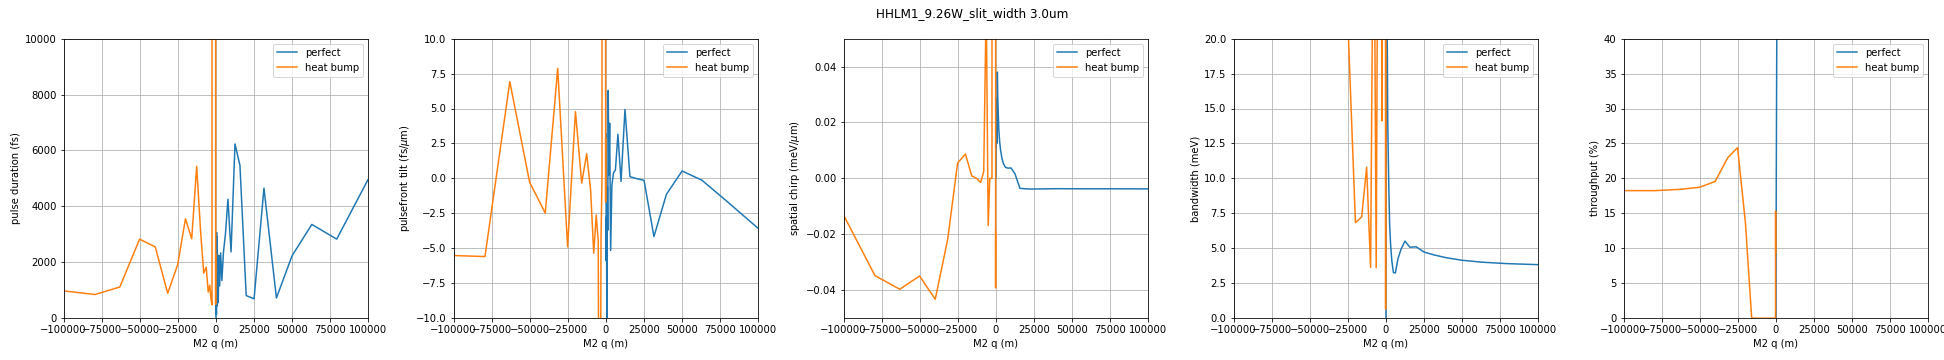 HHLM1_9.26W_slit_width 3.0um
pulse duration (fs)
10000
8000
6000
4000
2000
0
perfect
heat bump
−100000 −75000 −50000 −25000 0 25000 50000 75000 100000
M2 q (m)
pulsefront tilt (fs/μm)
10.0
7.5
5.0
2.5
0.0
−2.5
−5.0
−7.5
−10.0
perfect
heat bump
−100000 −75000 −50000 −25000 0 25000 50000 75000 100000
M2 q (m)
spatial chirp (meV/μm)
0.04
0.02
0.00
−0.02
−0.04
perfect
heat bump
−100000 −75000 −50000 −25000 0 25000 50000 75000 100000
M2 q (m)
bandwidth (meV)
20.0
17.5
15.0
12.5
10.0
7.5
5.0
2.5
0.0
perfect
heat bump
−100000 −75000 −50000 −25000 0 25000 50000 75000 100000
M2 q (m)
throughput (%)
40
35
30
25
20
15
10
5
0
perfect
heat bump
−100000 −75000 −50000 −25000 0 25000 50000 75000 100000
M2 q (m)